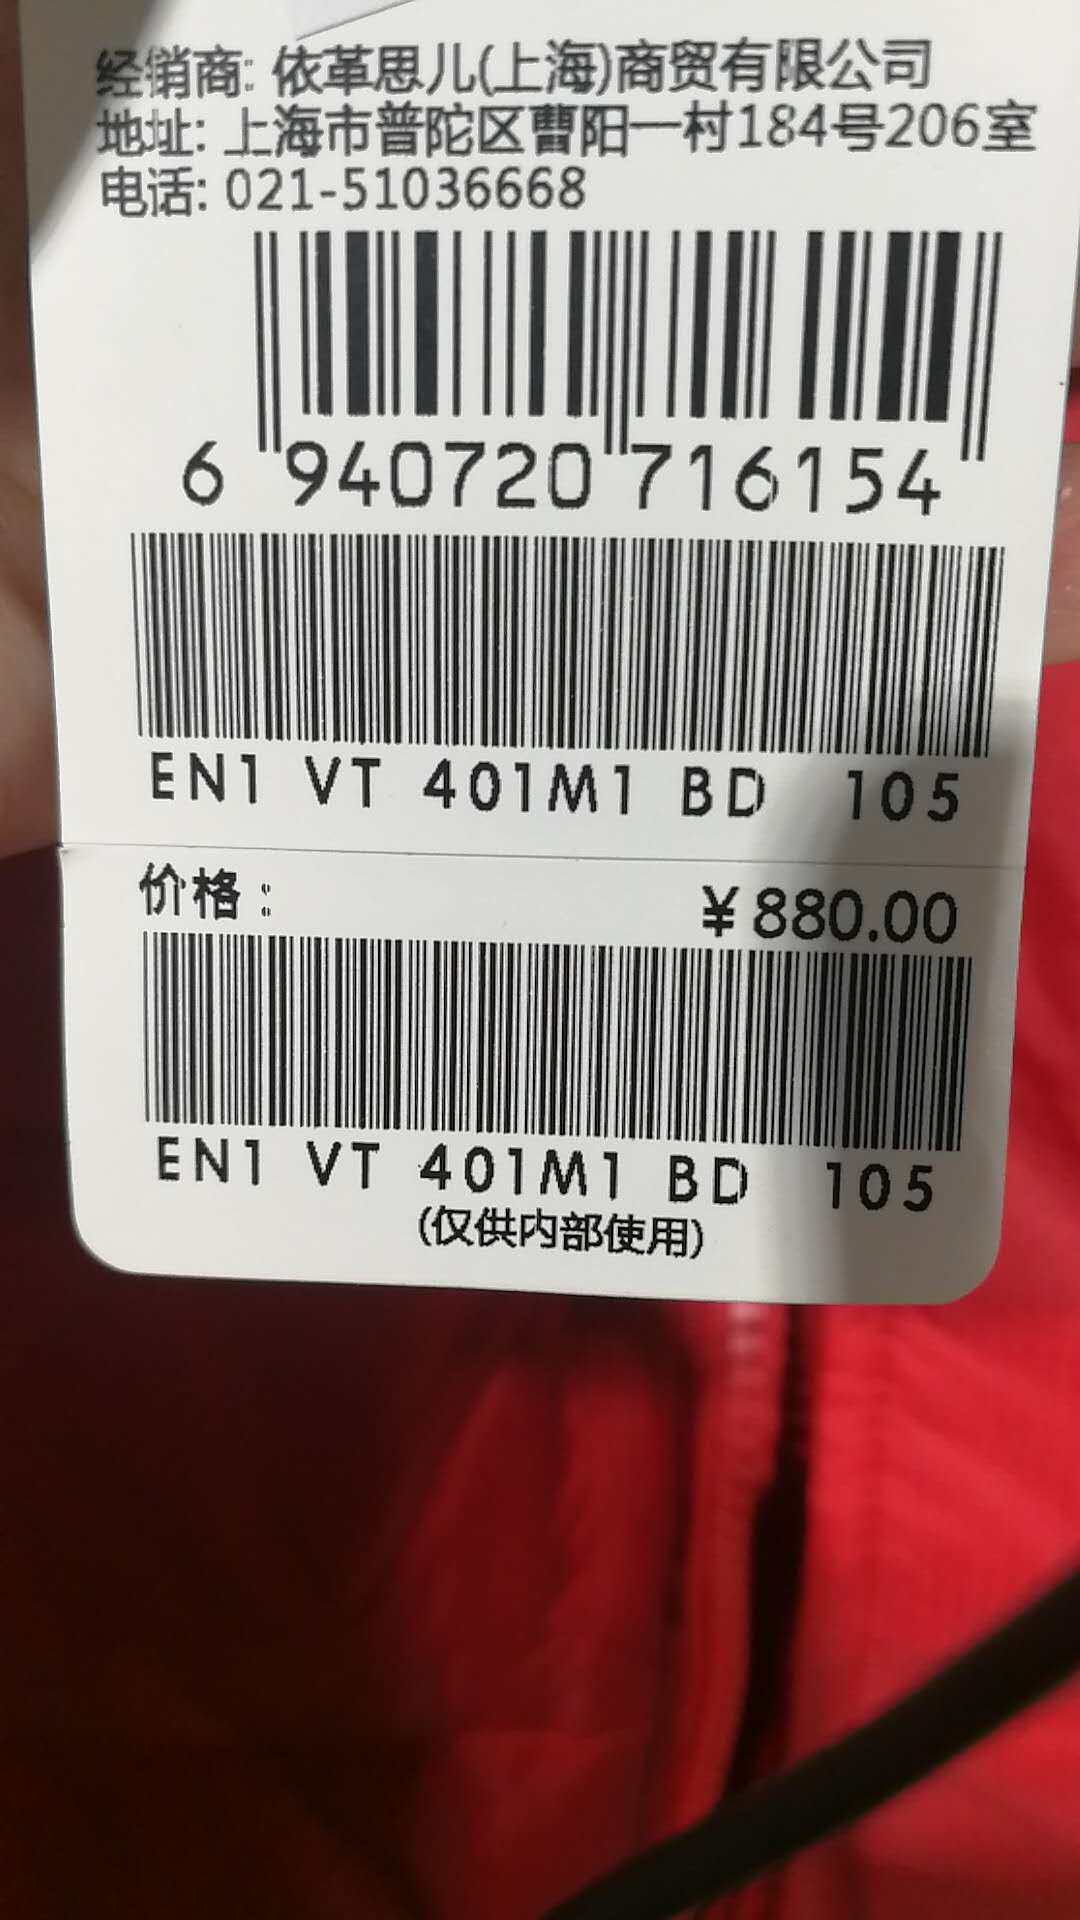 经销商: 依革思儿(上海)商贸有限公司
地址: 上海市普陀区曹阳一村184号206室
电话: 021-51036668
6 940720 716154
EN1 VT 401M1 BD 105
价格: ¥880.00
EN1 VT 401M1 BD 105
(仅供内部使用)